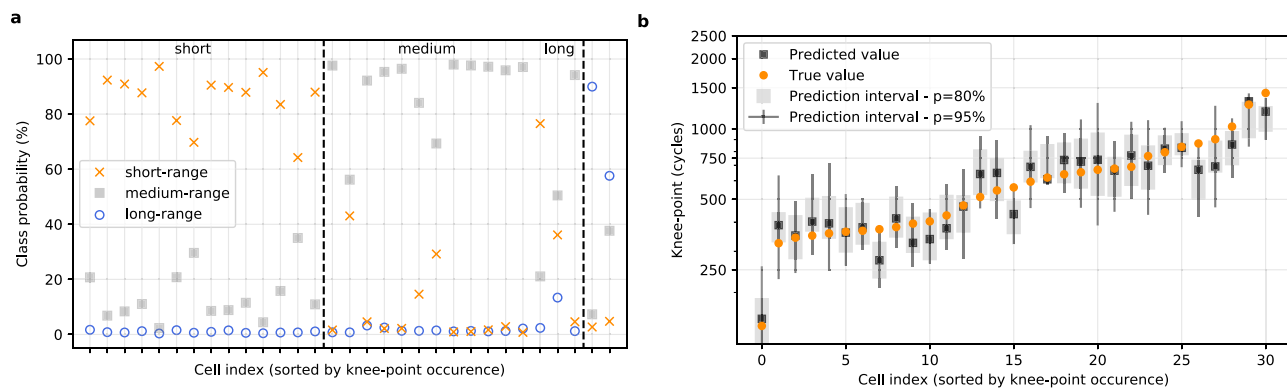 a
short
medium
long
100
80
60
40
20
0
Class probability (%)
short-range
medium-range
long-range
Cell index (sorted by knee-point occurence)
b
2500
1500
1000
750
500
250
Knee-point (cycles)
Predicted value
True value
Prediction interval - p=80%
Prediction interval - p=95%
0
5
10
15
20
25
30
Cell index (sorted by knee-point occurence)